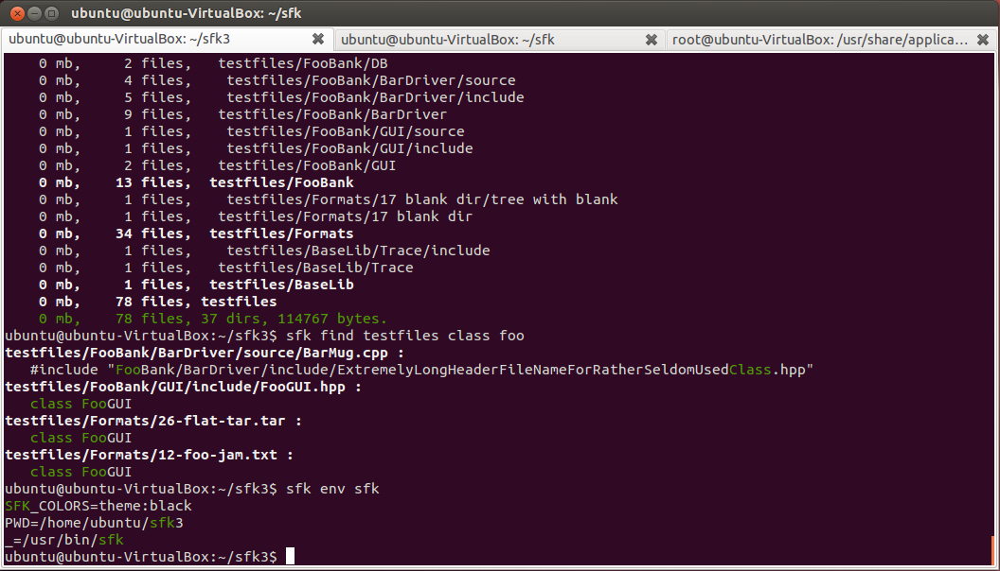 ubuntu@ubuntu-VirtualBox: ~/sfk
ubuntu@ubuntu-VirtualBox: ~/sfk3 ubuntu@ubuntu-VirtualBox: ~/sfk root@ubuntu-VirtualBox: /usr/share/applica...
0 mb, 2 files, testfiles/FooBank/DB
0 mb, 4 files, testfiles/FooBank/BarDriver/source
0 mb, 5 files, testfiles/FooBank/BarDriver/include
0 mb, 9 files, testfiles/FooBank/BarDriver
0 mb, 1 files, testfiles/FooBank/GUI/source
0 mb, 1 files, testfiles/FooBank/GUI/include
0 mb, 2 files, testfiles/FooBank/GUI
0 mb, 13 files, testfiles/FooBank
0 mb, 1 files, testfiles/Formats/17 blank dir/tree with blank
0 mb, 1 files, testfiles/Formats/17 blank dir
0 mb, 34 files, testfiles/Formats
0 mb, 1 files, testfiles/BaseLib/Trace/include
0 mb, 1 files, testfiles/BaseLib/Trace
0 mb, 1 files, testfiles/BaseLib
0 mb, 78 files, testfiles
0 mb, 78 files, 37 dirs, 114767 bytes.
ubuntu@ubuntu-VirtualBox:~/sfk3$ sfk find testfiles class foo
testfiles/FooBank/BarDriver/source/BarMug.cpp :
#include "FooBank/BarDriver/include/ExtremelyLongHeaderFileNameForRatherSeldomUsedClass.hpp"
testfiles/FooBank/GUI/include/FooGUI.hpp :
class FooGUI
testfiles/Formats/26-flat-tar.tar :
class FooGUI
testfiles/Formats/12-foo-jam.txt :
class FooGUI
ubuntu@ubuntu-VirtualBox:~/sfk3$ sfk env sfk
SFK_COLORS=theme:black
PWD=/home/ubuntu/sfk3
_=/usr/bin/sfk
ubuntu@ubuntu-VirtualBox:~/sfk3$